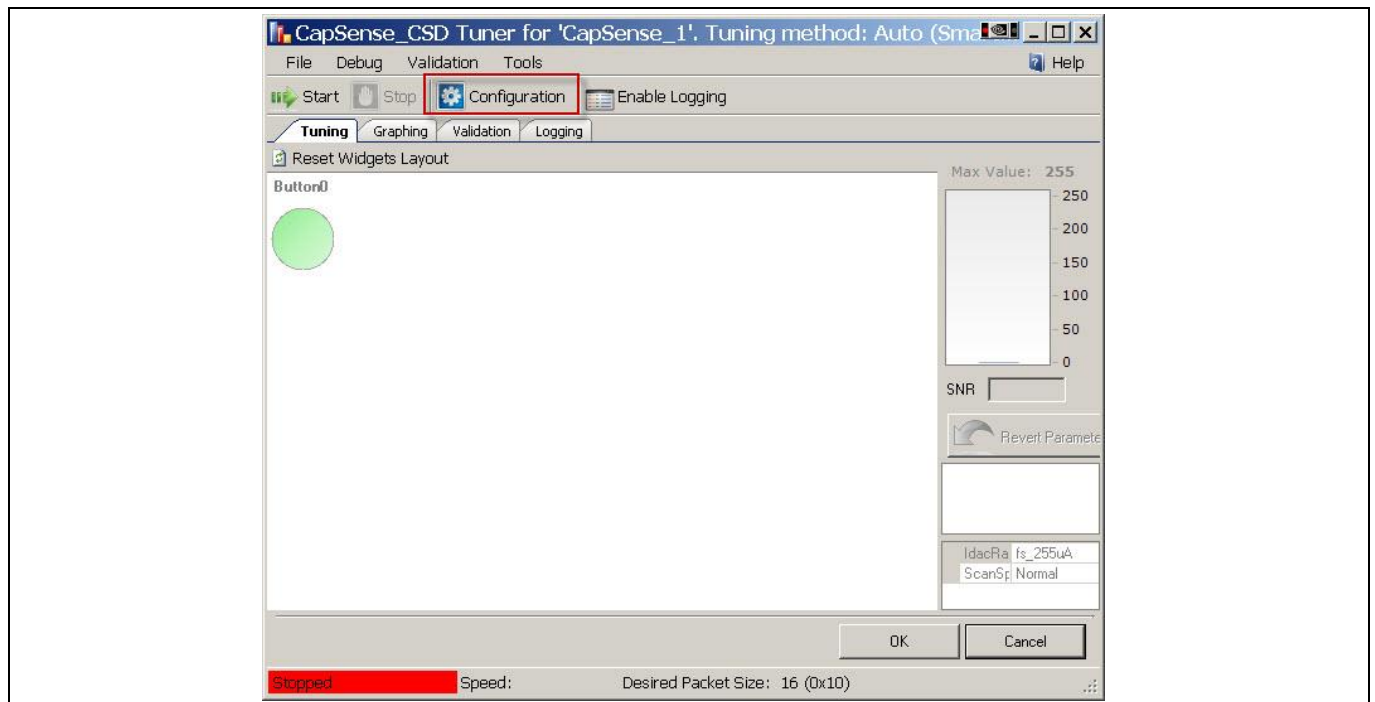 CapSense_CSD Tuner for 'CapSense_1'. Tuning method: Auto (Sma
File Debug Validation Tools Help
Start Stop Configuration Enable Logging
Tuning Graphing Validation Logging
Reset Widgets Layout
Button0
Max Value: 255
250
200
150
100
50
0
SNR
Revert Paramete
IdacRa fs_255uA
ScanSp Normal
OK Cancel
Stopped Speed: Desired Packet Size: 16 (0x10)